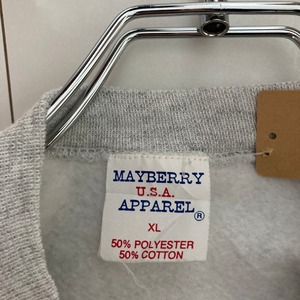 MAYBERRY
U.S.A.
APPAREL®
XL
50% POLYESTER
50% COTTON